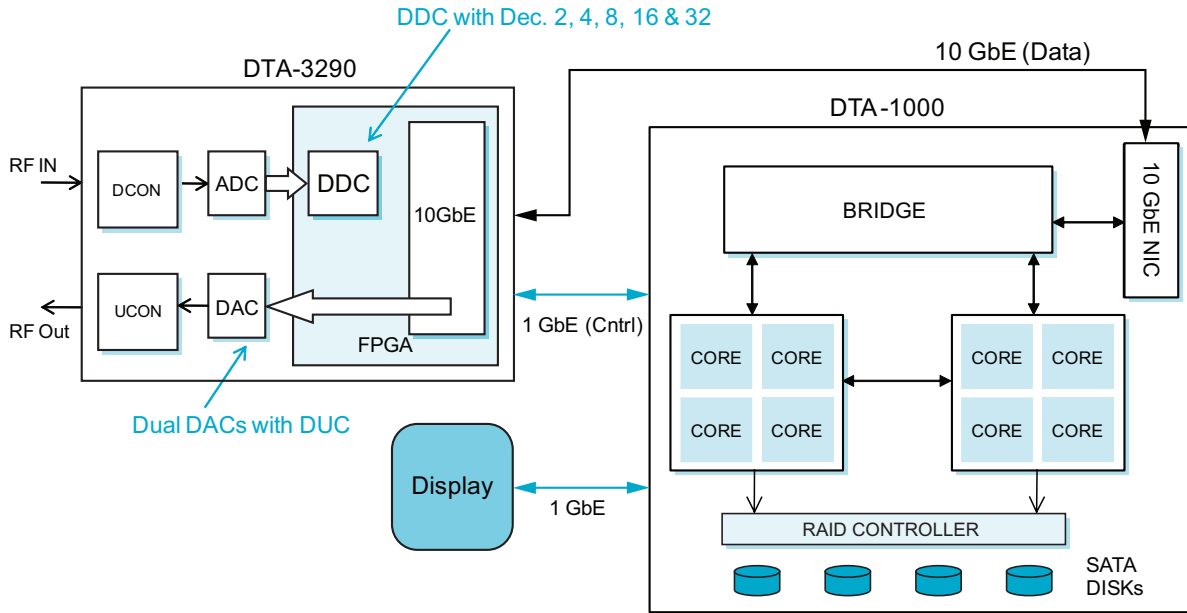 DDC with Dec. 2, 4, 8, 16 & 32
DTA-3290
10 GbE (Data)
DTA-1000
RF IN
DCON
ADC
DDC
10GbE
BRIDGE
10 GbE NIC
RF Out
UCON
DAC
FPGA
1 GbE (Cntrl)
CORE CORE
CORE CORE
CORE CORE
CORE CORE
Dual DACs with DUC
Display
1 GbE
RAID CONTROLLER
SATA
DISKs